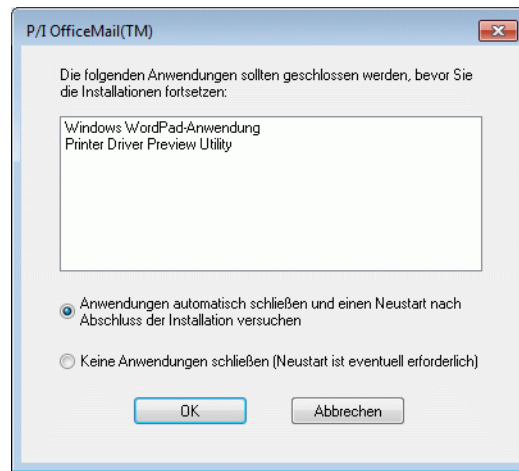 P/I OfficeMail(TM)
Die folgenden Anwendungen sollten geschlossen werden, bevor Sie
die Installationen fortsetzen:
Windows WordPad-Anwendung
Printer Driver Preview Utility
Anwendungen automatisch schließen und einen Neustart nach
Abschluss der Installation versuchen
Keine Anwendungen schließen (Neustart ist eventuell erforderlich)
OK
Abbrechen